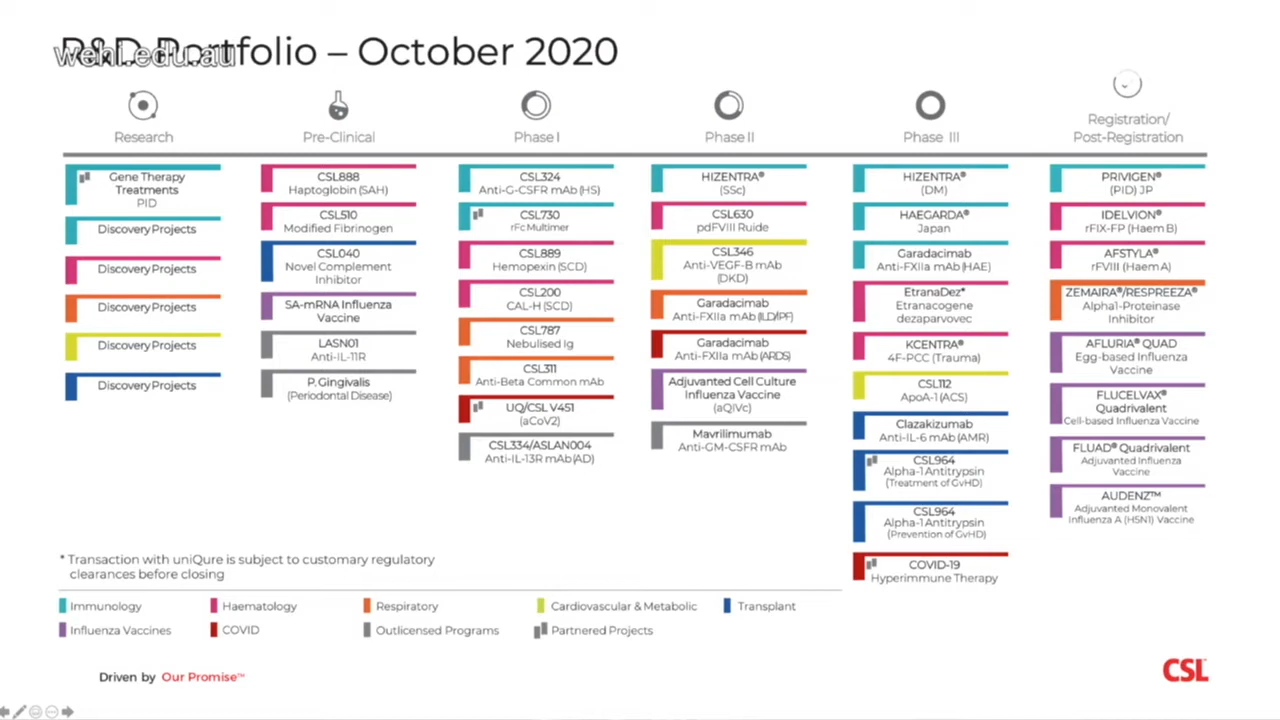 R&D Portfolio – October 2020
wehi.edu.au
Research
Pre-Clinical
Phase I
Phase II
Phase III
Registration/
Post-Registration
Gene Therapy
Treatments
PID
Discovery Projects
Discovery Projects
Discovery Projects
Discovery Projects
Discovery Projects
CSL888
Haptoglobin (SAH)
CSL510
Modified Fibrinogen
CSL040
Novel Complement
Inhibitor
SA-mRNA Influenza
Vaccine
LASN01
Anti-IL-11R
P. Gingivalis
(Periodontal Disease)
CSL324
Anti-G-CSFR mAb (HS)
CSL730
rFc Multimer
CSL889
Hemopexin (SCD)
CSL200
CAL-H (SCD)
CSL787
Nebulised Ig
CSL311
Anti-Beta Common mAb
UQ/CSL V451
(aCoV2)
CSL334/ASLAN004
Anti-IL-13R mAb (AD)
HIZENTRA®
(SSc)
CSL630
pdFVIII Ruide
CSL346
Anti-VEGF-B mAb
(DKD)
Garadacimab
Anti-FXIIa mAb (ILD/IPF)
Garadacimab
Anti-FXIIa mAb (ARDS)
Adjuvanted Cell Culture
Influenza Vaccine
(aQIVc)
Mavrilimumab
Anti-GM-CSFR mAb
HIZENTRA®
(DM)
HAEGARDA®
Japan
Garadacimab
Anti-FXIIa mAb (HAE)
EtranaDez*
Etranacogene
dezaparvovec
KCENTRA®
4F-PCC (Trauma)
CSL112
ApoA-1 (ACS)
Clazakizumab
Anti-IL-6 mAb (AMR)
CSL964
Alpha-1 Antitrypsin
(Treatment of GvHD)
CSL964
Alpha-1 Antitrypsin
(Prevention of GvHD)
COVID-19
Hyperimmune Therapy
PRIVIGEN®
(PID) JP
IDELVION®
rFIX-FP (Haem B)
AFSTYLA®
rFVIII (Haem A)
ZEMAIRA®/RESPREEZA®
Alpha1-Proteinase
Inhibitor
AFLURIA® QUAD
Egg-based Influenza
Vaccine
FLUCELVAX®
Quadrivalent
Cell-based Influenza Vaccine
FLUAD® Quadrivalent
Adjuvanted Influenza
Vaccine
AUDENZ™
Adjuvanted Monovalent
Influenza A (H5N1) Vaccine
* Transaction with uniQure is subject to customary regulatory
clearances before closing
Immunology
Haematology
Respiratory
Cardiovascular & Metabolic
Transplant
Influenza Vaccines
COVID
Outlicensed Programs
Partnered Projects
Driven by Our Promise™
CSL